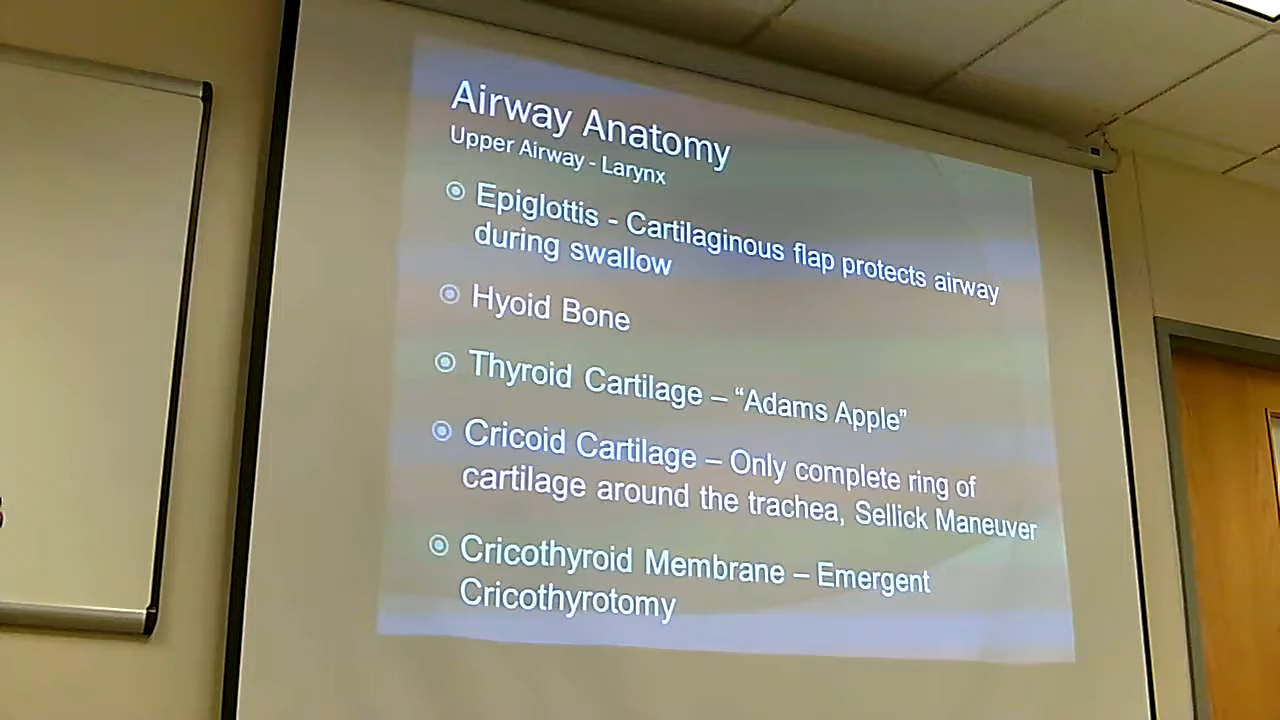 Airway Anatomy
Upper Airway - Larynx
Epiglottis - Cartilaginous flap protects airway
during swallow
Hyoid Bone
Thyroid Cartilage – “Adams Apple”
Cricoid Cartilage – Only complete ring of
cartilage around the trachea, Sellick Maneuver
Cricothyroid Membrane – Emergent
Cricothyrotomy